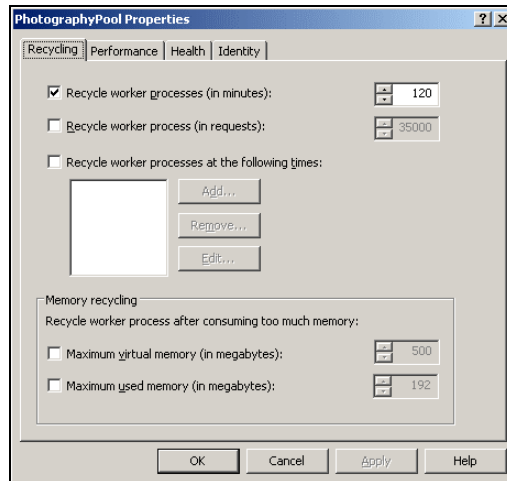 PhotographyPool Properties
Recycling Performance Health Identity
Recycle worker processes (in minutes): 120
Recycle worker process (in requests): 35000
Recycle worker processes at the following times:
Add...
Remove...
Edit...
Memory recycling
Recycle worker process after consuming too much memory:
Maximum virtual memory (in megabytes): 500
Maximum used memory (in megabytes): 192
OK Cancel Apply Help